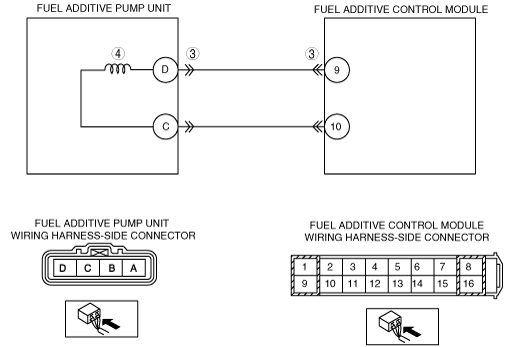 FUEL ADDITIVE PUMP UNIT
FUEL ADDITIVE CONTROL MODULE
④ ③ ③
D 9
C 10
FUEL ADDITIVE PUMP UNIT
WIRING HARNESS-SIDE CONNECTOR
D C B A
FUEL ADDITIVE CONTROL MODULE
WIRING HARNESS-SIDE CONNECTOR
1 2 3 4 5 6 7 8
9 10 11 12 13 14 15 16